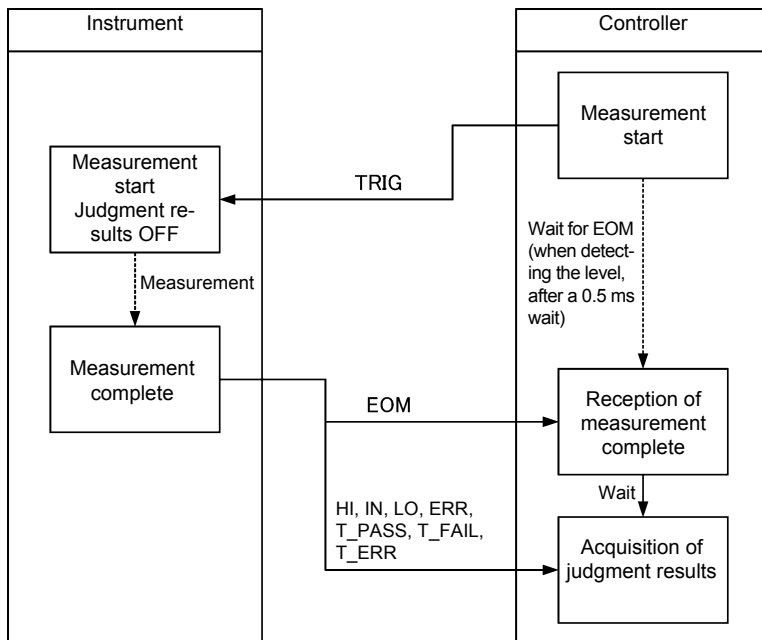 Instrument
Controller
Measurement
start
Measurement
start
Judgment re-
sults OFF
TRIG
Wait for EOM
(when detect-
ing the level,
after a 0.5 ms
wait)
Measurement
Measurement
complete
EOM
Reception of
measurement
complete
Wait
HI, IN, LO, ERR,
T_PASS, T_FAIL,
T_ERR
Acquisition of
judgment results